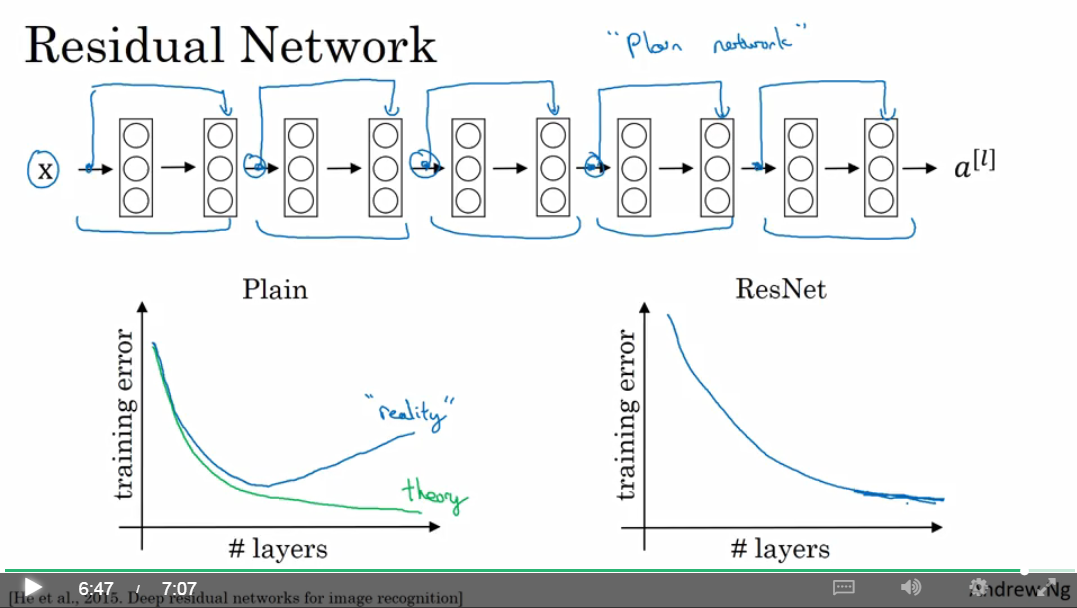 Residual Network
"Plain network"
x
a[l]
Plain
ResNet
training error
"reality"
theory
# layers
training error
# layers
6:47 / 7:07
[He et al., 2015. Deep residual networks for image recognition]
Andrew Ng